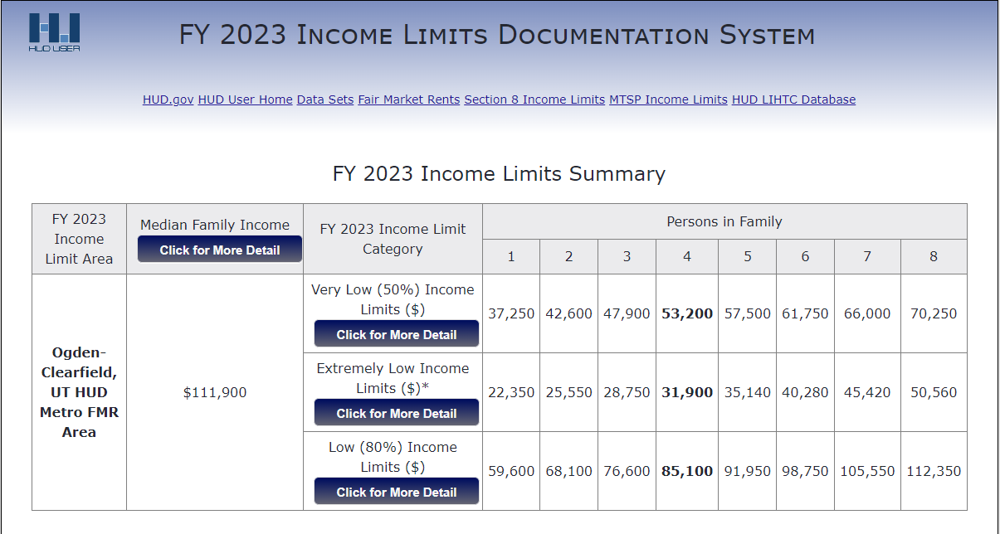 HUD USER
FY 2023 Income Limits Documentation System
HUD.gov HUD User Home Data Sets Fair Market Rents Section 8 Income Limits MTSP Income Limits HUD LIHTC Database
FY 2023 Income Limits Summary
FY 2023
Income
Limit Area
Median Family Income
Click for More Detail
FY 2023 Income Limit
Category
Persons in Family
1 2 3 4 5 6 7 8
Ogden-
Clearfield,
UT HUD
Metro FMR
Area
$111,900
Very Low (50%) Income
Limits ($)
Click for More Detail
37,250 42,600 47,900 53,200 57,500 61,750 66,000 70,250
Extremely Low Income
Limits ($)*
Click for More Detail
22,350 25,550 28,750 31,900 35,140 40,280 45,420 50,560
Low (80%) Income
Limits ($)
Click for More Detail
59,600 68,100 76,600 85,100 91,950 98,750 105,550 112,350